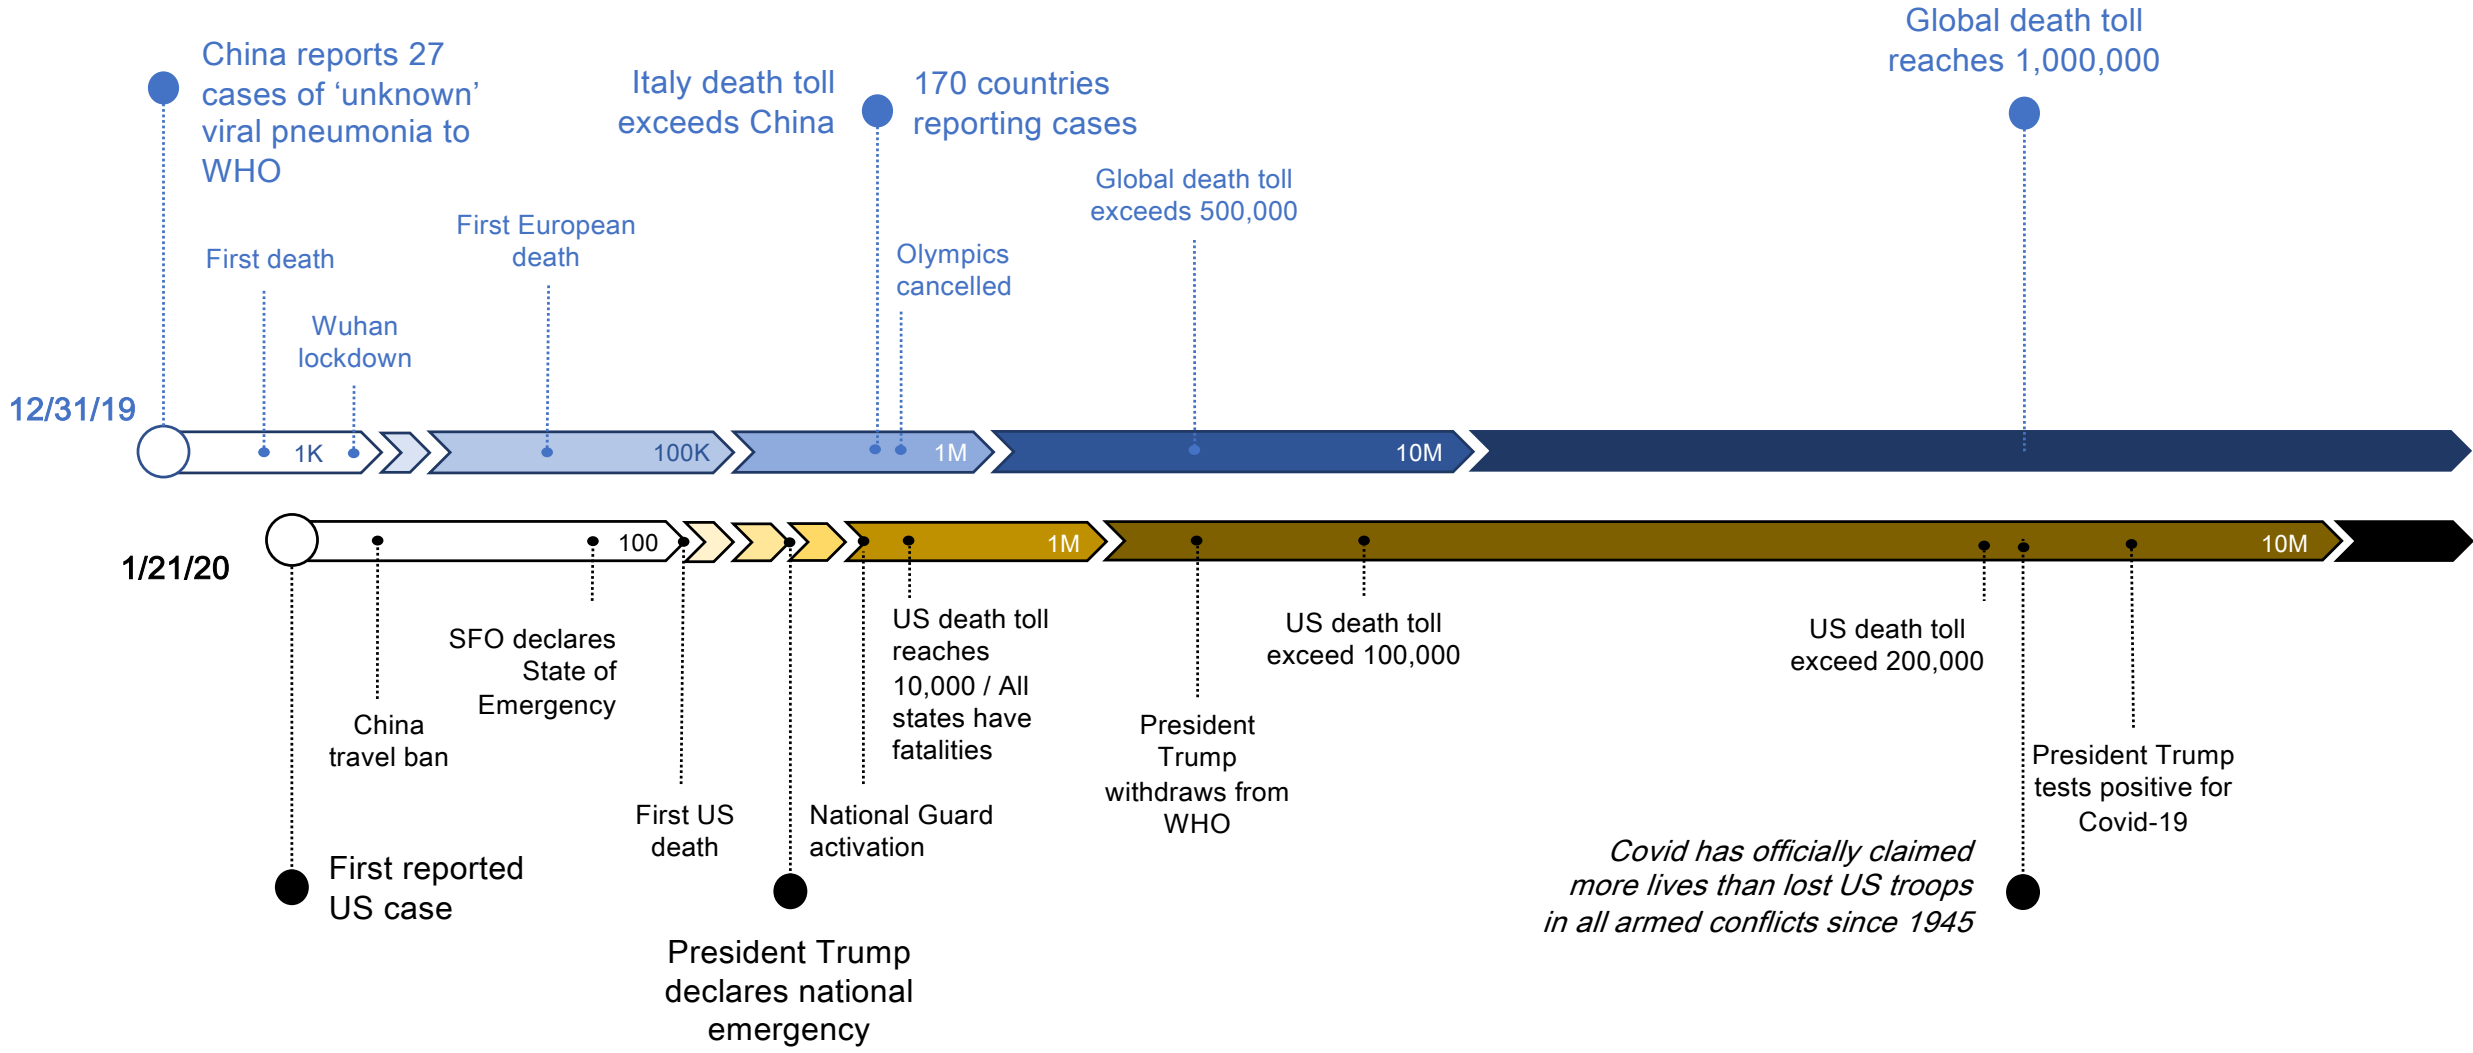 China reports 27
cases of ‘unknown’
viral pneumonia to
WHO
Italy death toll
exceeds China
170 countries
reporting cases
Global death toll
reaches 1,000,000
Global death toll
exceeds 500,000
First European
death
First death
Olympics
cancelled
Wuhan
lockdown
12/31/19
1K
100K
1M
10M
1/21/20
100
1M
10M
SFO declares
State of
Emergency
US death toll
reaches
10,000 / All
states have
fatalities
US death toll
exceed 100,000
US death toll
exceed 200,000
China
travel ban
President
Trump
withdraws from
WHO
President Trump
tests positive for
Covid-19
First US
death
National Guard
activation
First reported
US case
Covid has officially claimed
more lives than lost US troops
in all armed conflicts since 1945
President Trump
declares national
emergency